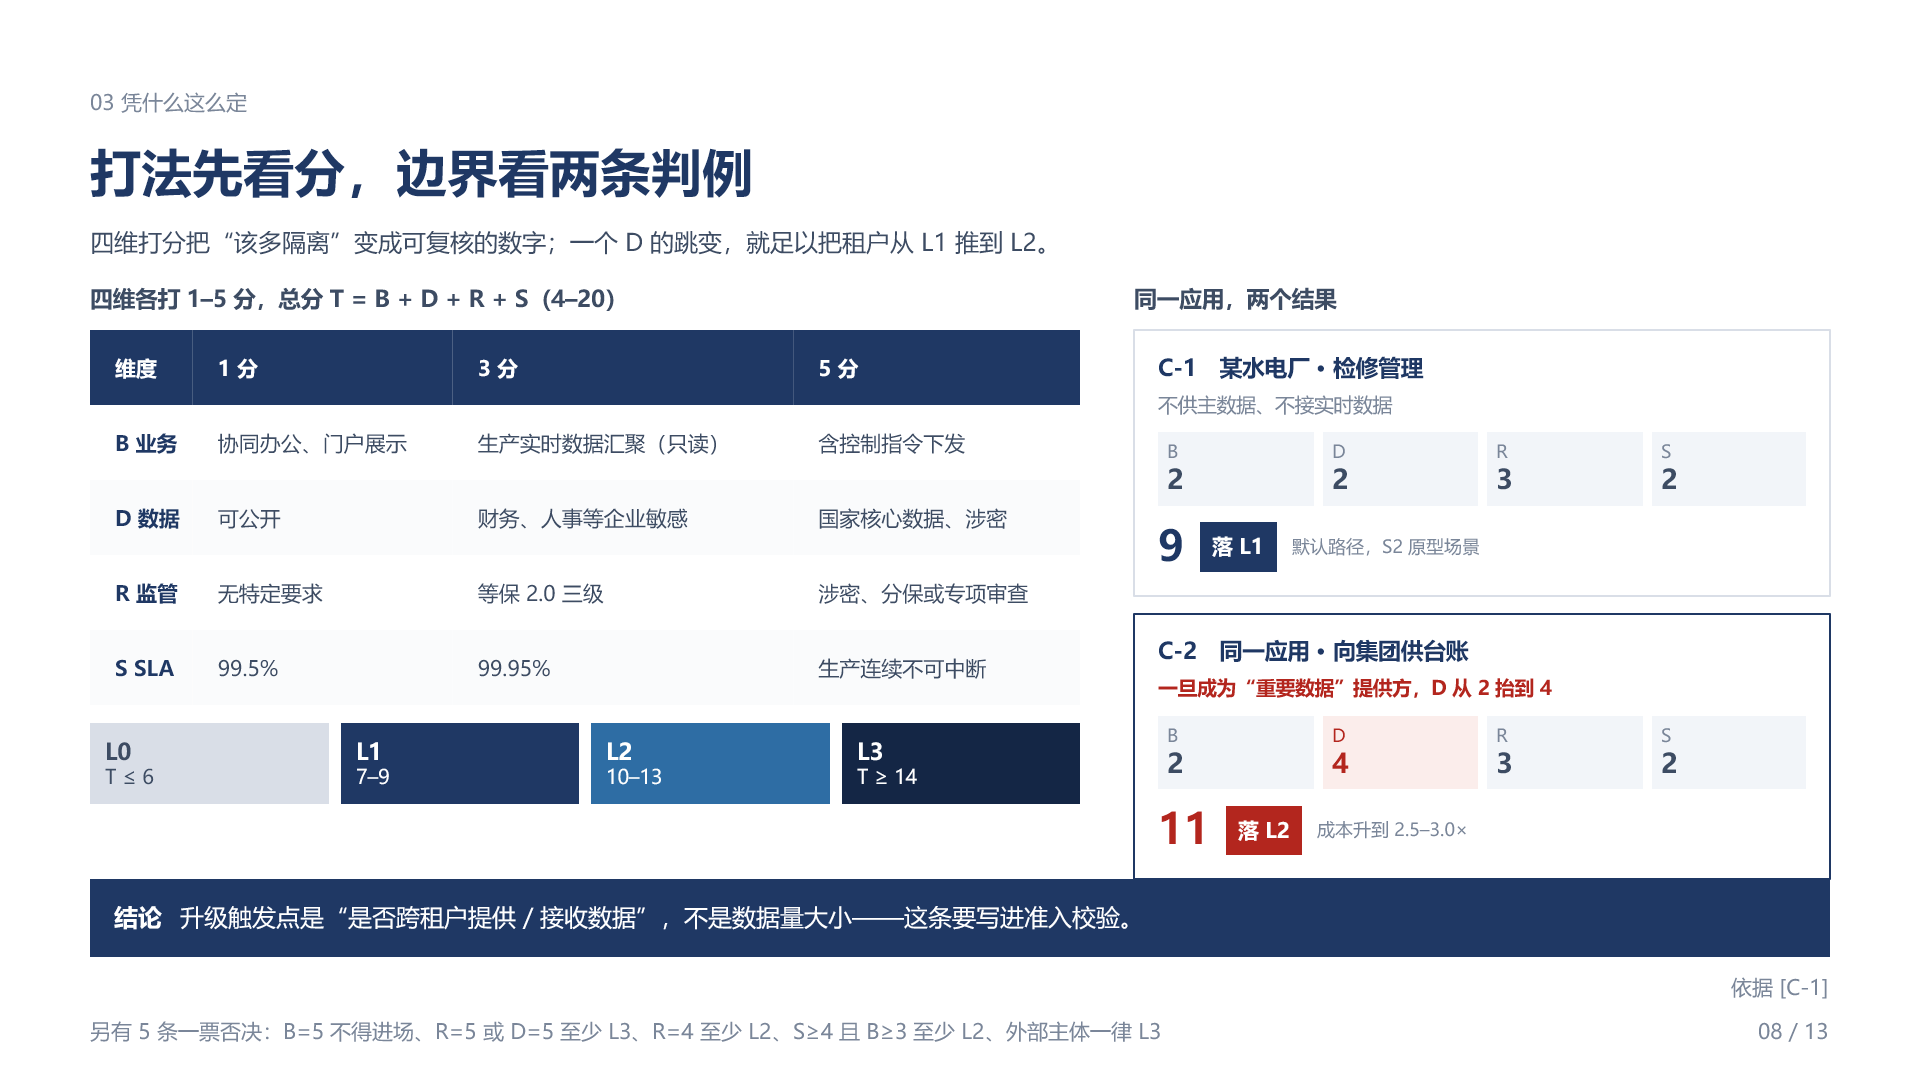 03 凭什么这么定
打法先看分，边界看两条判例
四维打分把“该多隔离”变成可复核的数字；一个 D 的跳变，就足以把租户从 L1 推到 L2。
四维各打 1–5 分，总分 T = B + D + R + S（4–20）
维度 1 分 3 分 5 分
B 业务 协同办公、门户展示 生产实时数据汇聚（只读） 含控制指令下发
D 数据 可公开 财务、人事等企业敏感 国家核心数据、涉密
R 监管 无特定要求 等保 2.0 三级 涉密、分保或专项审查
S SLA 99.5% 99.95% 生产连续不可中断
L0 L1 L2 L3
T ≤ 6 7–9 10–13 T ≥ 14
同一应用，两个结果
C-1 某水电厂 • 检修管理
不供主数据、不接实时数据
B D R S
2 2 3 2
9 落 L1 默认路径，S2 原型场景
C-2 同一应用 • 向集团供台账
一旦成为“重要数据”提供方，D 从 2 抬到 4
B D R S
2 4 3 2
11 落 L2 成本升到 2.5–3.0×
结论 升级触发点是“是否跨租户提供 / 接收数据”，不是数据量大小——这条要写进准入校验。
依据 [C-1]
另有 5 条一票否决：B=5 不得进场、R=5 或 D=5 至少 L3、R=4 至少 L2、S≥4 且 B≥3 至少 L2、外部主体一律 L3
08 / 13